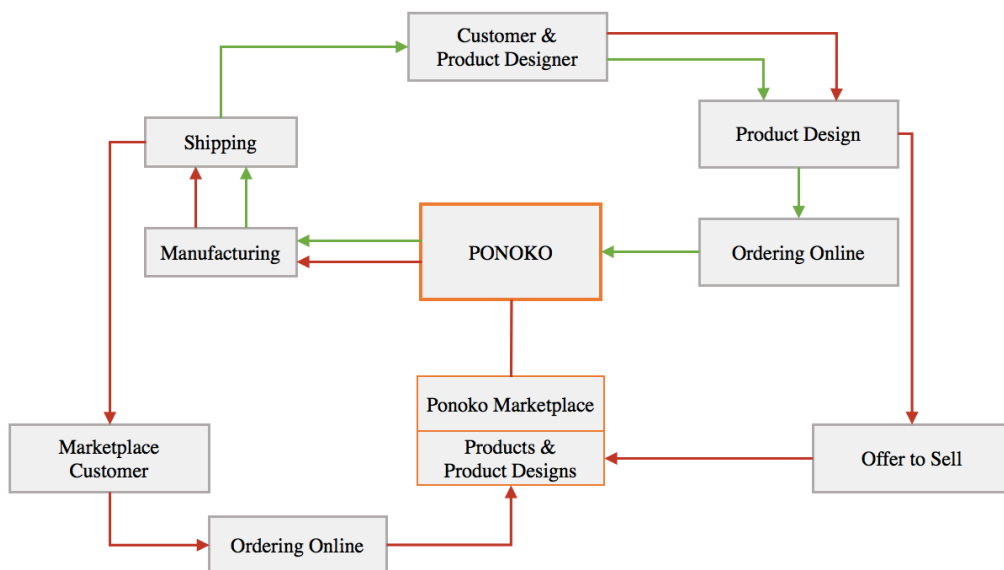 Customer &
Product Designer
Shipping
Product Design
Manufacturing
PONOKO
Ordering Online
Ponoko Marketplace
Products &
Product Designs
Marketplace
Customer
Offer to Sell
Ordering Online